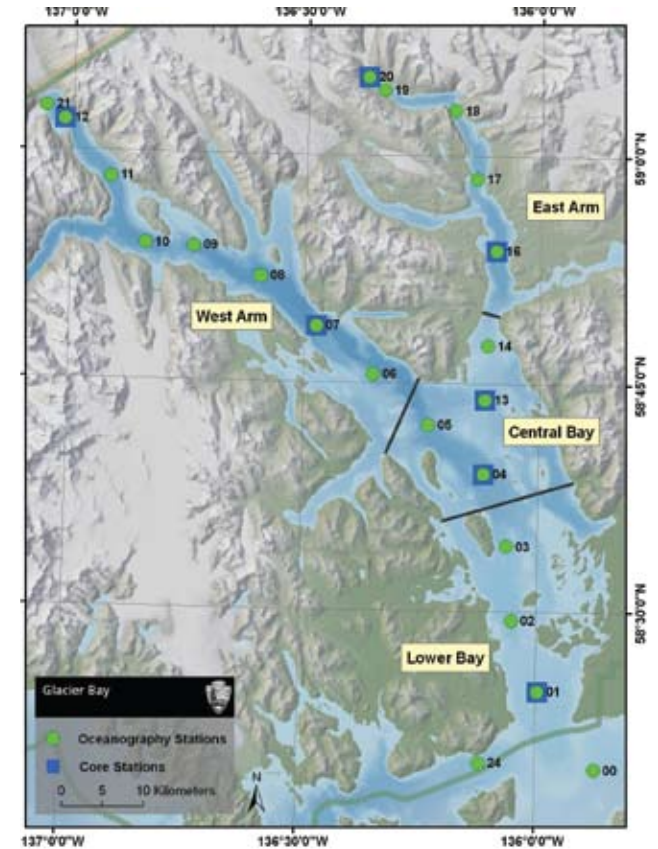 137°0'0"W 136°30'0"W 136°0'0"W
20
19
21
12
18
59°0'0"N
11
17
East Arm
10
09
16
08
West Arm
07
14
06
58°45'0"N
13
05
Central Bay
04
03
58°30'0"N
02
Lower Bay
01
Glacier Bay
Oceanography Stations
24
00
Core Stations
N
0 5 10 Kilometers
137°0'0"W 136°30'0"W 136°0'0"W